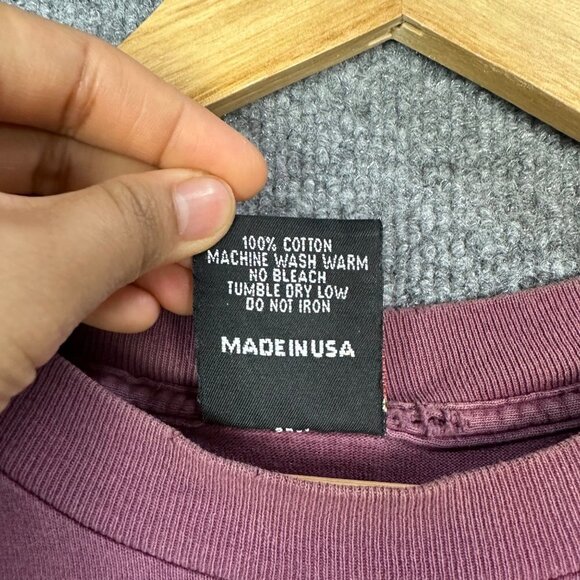 100% COTTON
MACHINE WASH WARM
NO BLEACH
TUMBLE DRY LOW
DO NOT IRON
MADE IN USA